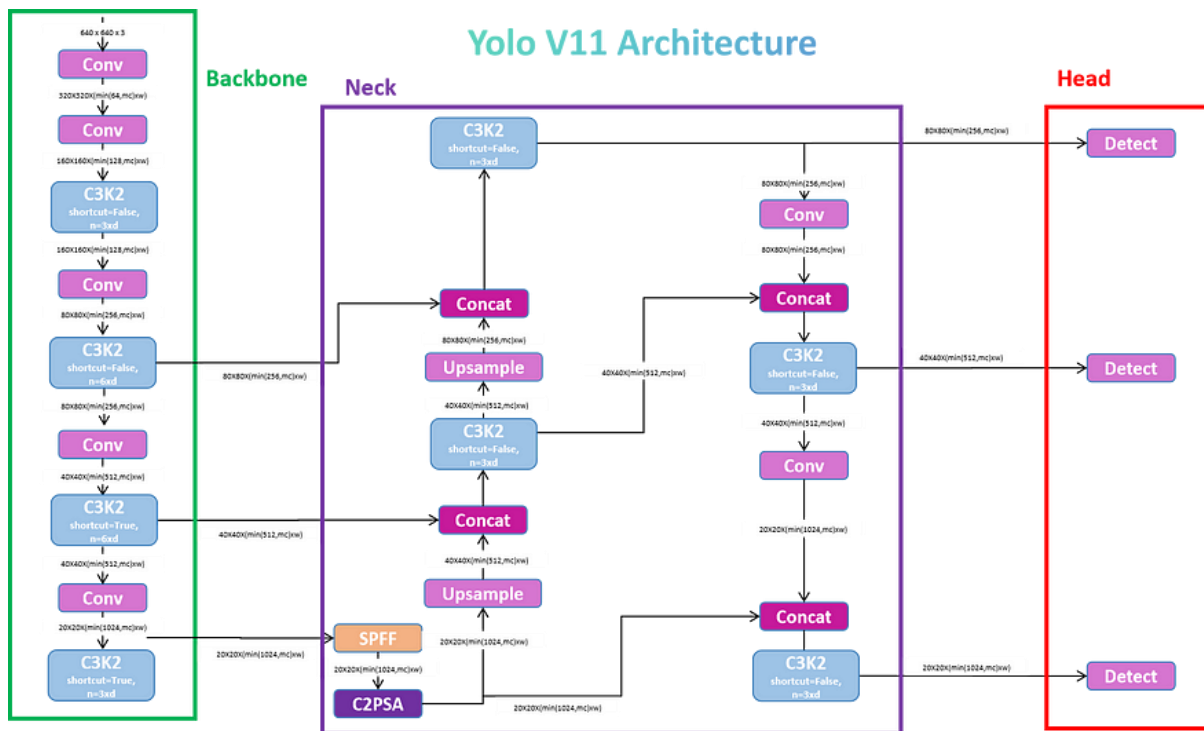 Yolo V11 Architecture
Backbone
640 x 640 x 3
Conv
320X320X(min(64,mc)xw)
Conv
160X160X(min(128,mc)xw)
C3K2
shortcut=False,
n=3xd
160X160X(min(128,mc)xw)
Conv
80X80X(min(256,mc)xw)
C3K2
shortcut=False,
n=6xd
80X80X(min(256,mc)xw)
Conv
40X40X(min(512,mc)xw)
C3K2
shortcut=True,
n=6xd
40X40X(min(512,mc)xw)
Conv
20X20X(min(1024,mc)xw)
C3K2
shortcut=True,
n=3xd
80X80X(min(256,mc)xw)
40X40X(min(512,mc)xw)
20X20X(min(1024,mc)xw)
Neck
C3K2
shortcut=False,
n=3xd
Concat
80X80X(min(256,mc)xw)
Upsample
40X40X(min(512,mc)xw)
C3K2
shortcut=False,
n=3xd
Concat
40X40X(min(512,mc)xw)
Upsample
20X20X(min(1024,mc)xw)
SPFF
20X20X(min(1024,mc)xw)
C2PSA
20X20X(min(1024,mc)xw)
40X40X(min(512,mc)xw)
80X80X(min(256,mc)xw)
Conv
80X80X(min(256,mc)xw)
Concat
C3K2
shortcut=False,
n=3xd
40X40X(min(512,mc)xw)
Conv
20X20X(min(1024,mc)xw)
Concat
C3K2
shortcut=False,
n=3xd
80X80X(min(256,mc)xw)
40X40X(min(512,mc)xw)
20X20X(min(1024,mc)xw)
Head
Detect
Detect
Detect